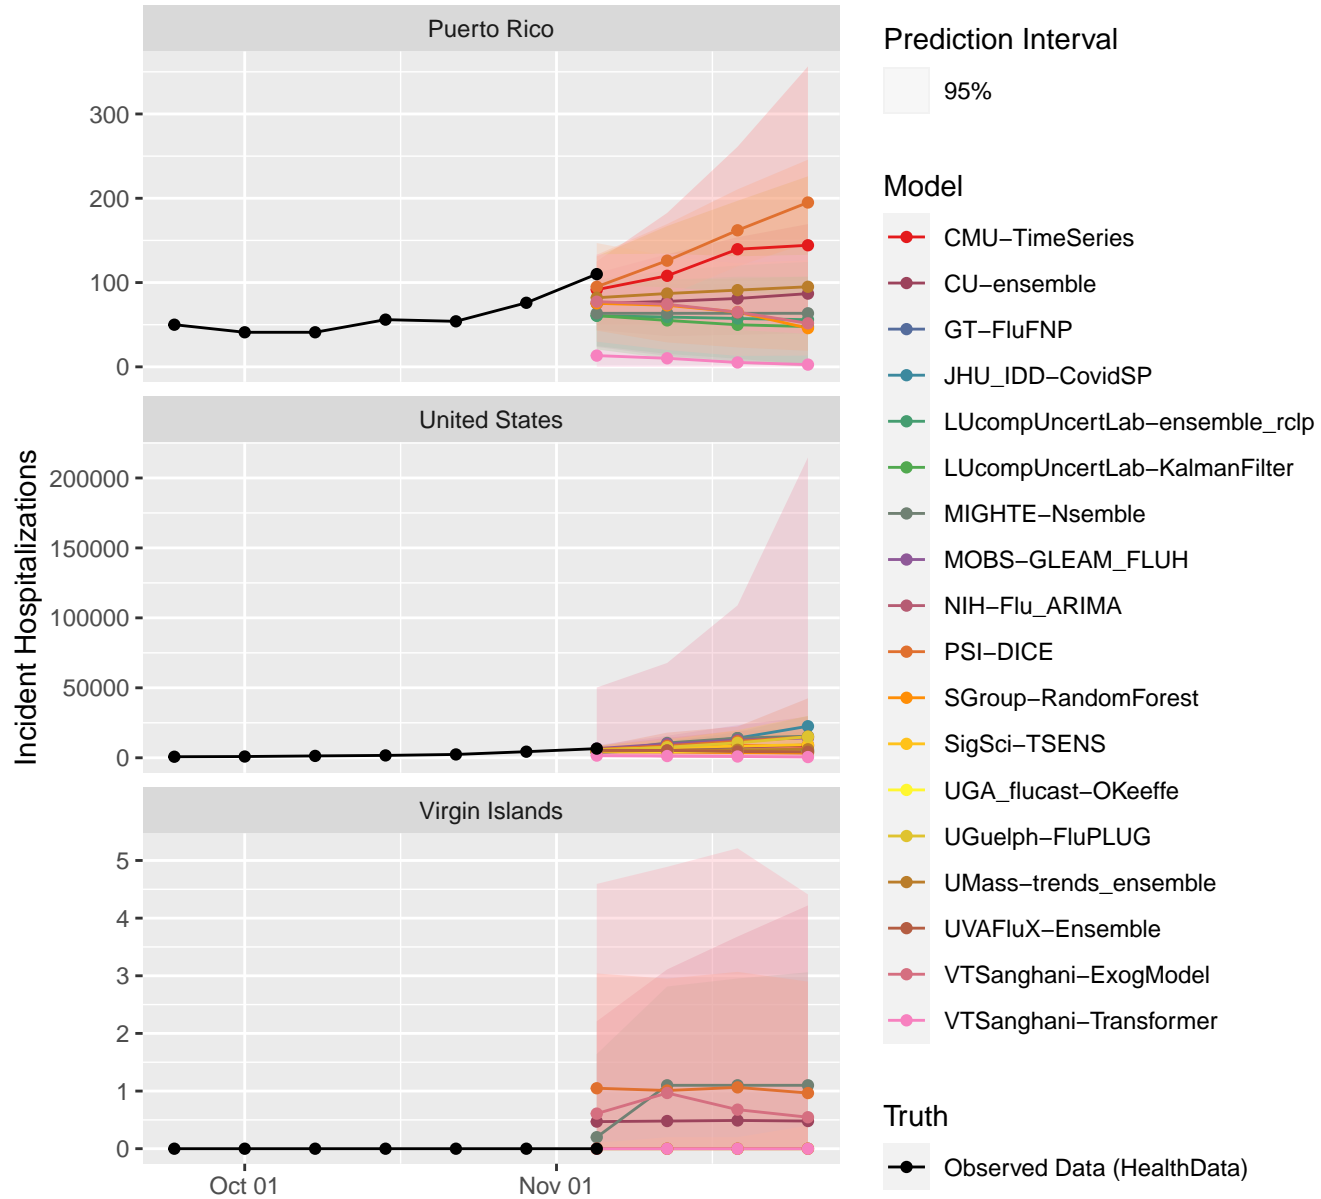 Puerto Rico
300
200
100
0
United States
200000
150000
100000
50000
0
Virgin Islands
5
4
3
2
1
0
Oct 01
Nov 01
Incident Hospitalizations
Prediction Interval
95%
Model
CMU−TimeSeries
CU−ensemble
GT−FluFNP
JHU_IDD−CovidSP
LUcompUncertLab−ensemble_rclp
LUcompUncertLab−KalmanFilter
MIGHTE−Nsemble
MOBS−GLEAM_FLUH
NIH−Flu_ARIMA
PSI−DICE
SGroup−RandomForest
SigSci−TSENS
UGA_flucast−OKeeffe
UGuelph−FluPLUG
UMass−trends_ensemble
UVAFluX−Ensemble
VTSanghani−ExogModel
VTSanghani−Transformer
Truth
Observed Data (HealthData)